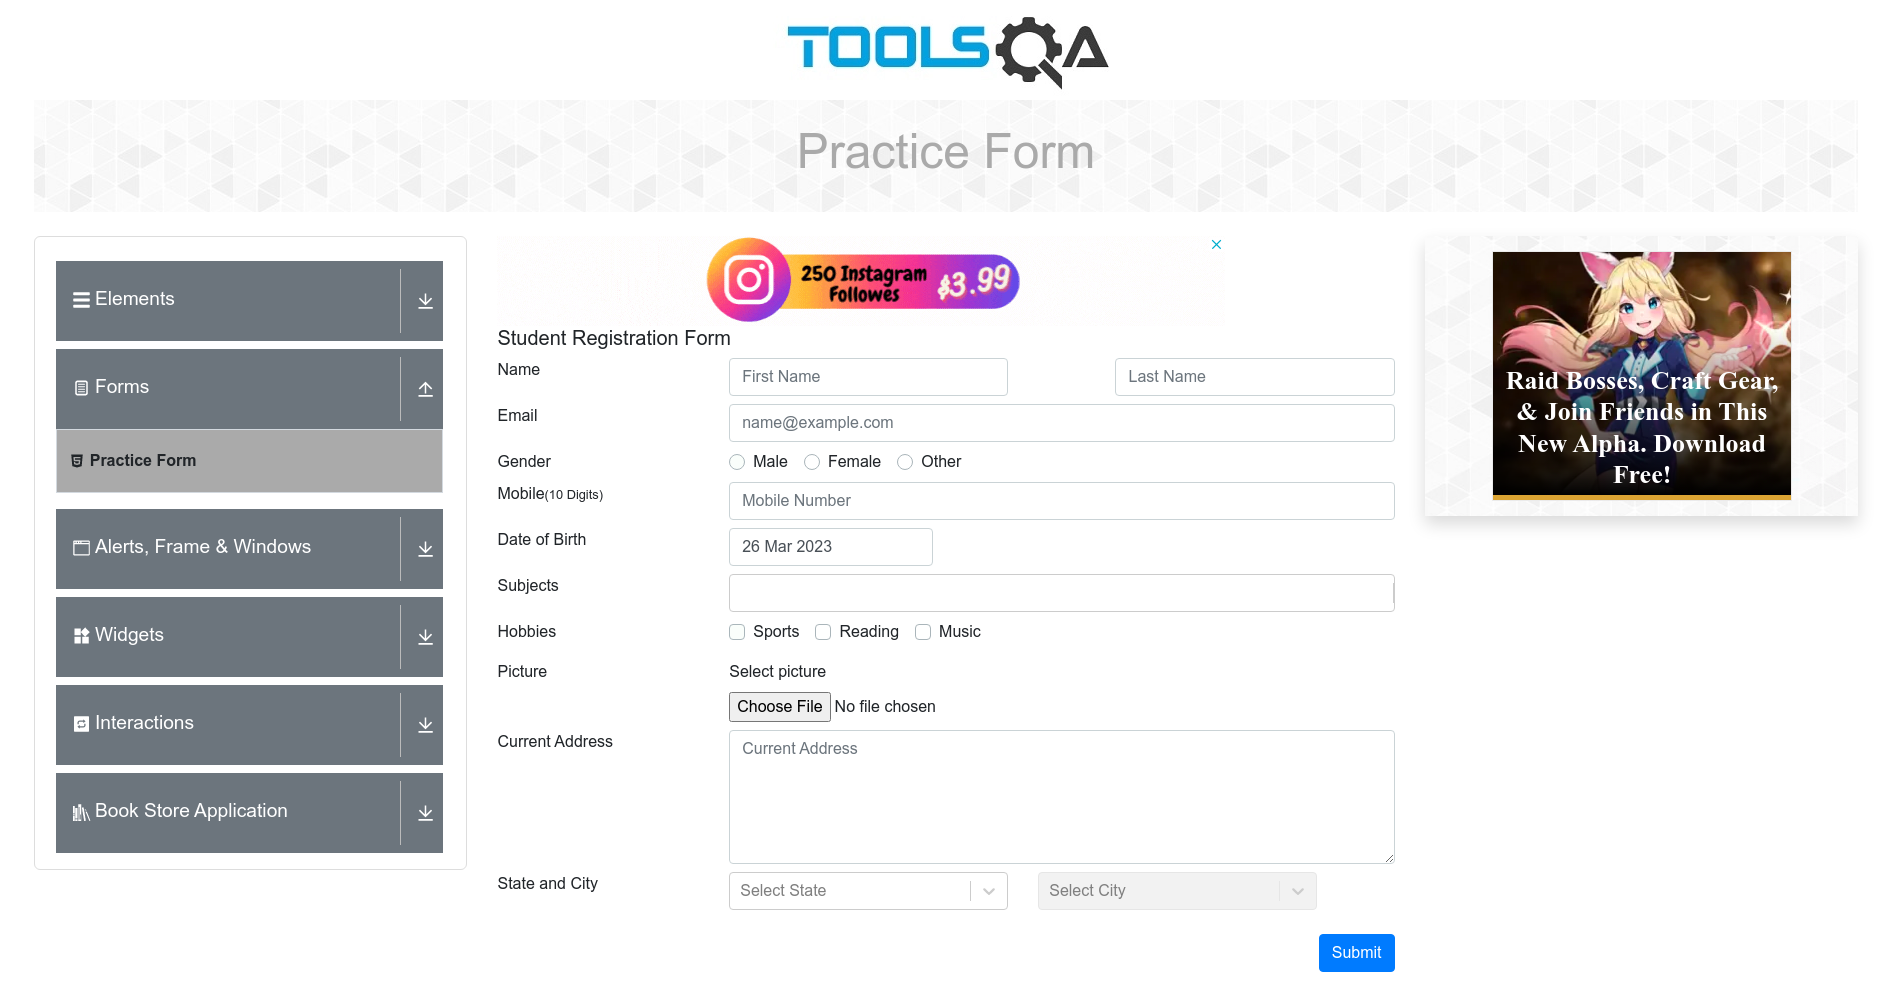 TOOLSQA
Practice Form
Elements
Forms
Practice Form
Alerts, Frame & Windows
Widgets
Interactions
Book Store Application
250 Instagram
Followes
$3.99
Student Registration Form
Name First Name Last Name
Email name@example.com
Gender Male Female Other
Mobile(10 Digits) Mobile Number
Date of Birth 26 Mar 2023
Subjects
Hobbies Sports Reading Music
Picture Select picture
Choose File No file chosen
Current Address Current Address
State and City Select State Select City
Submit
Raid Bosses, Craft Gear,
& Join Friends in This
New Alpha. Download
Free!